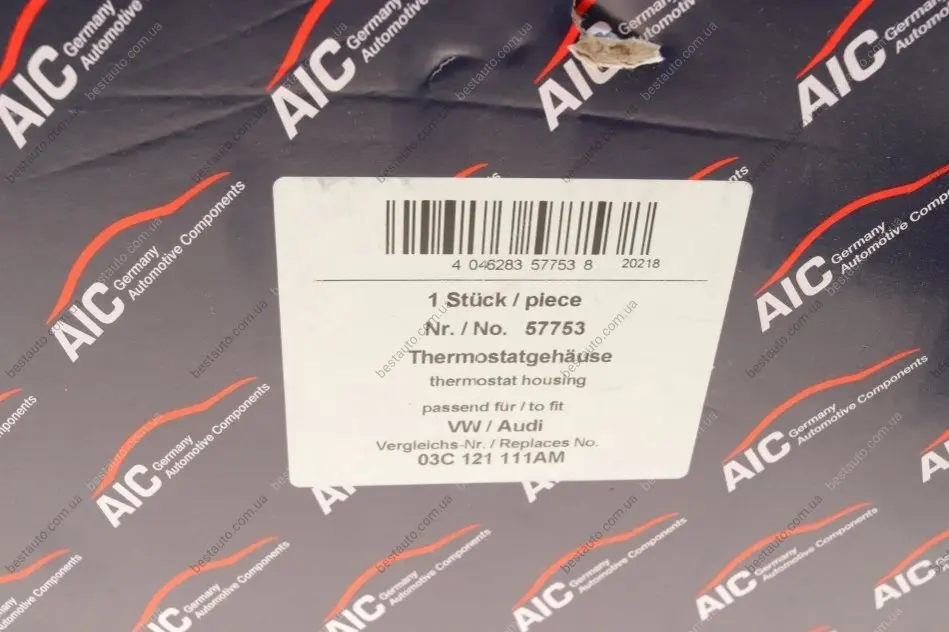 4 046283 57753 8 20218
1 Stück / piece
Nr. / No. 57753
Thermostatgehäuse
thermostat housing
passend für / to fit
VW / Audi
Vergleichs-Nr. / Replaces No.
03C 121 111AM
AIC Germany
Automotive Components
bestauto.com.ua